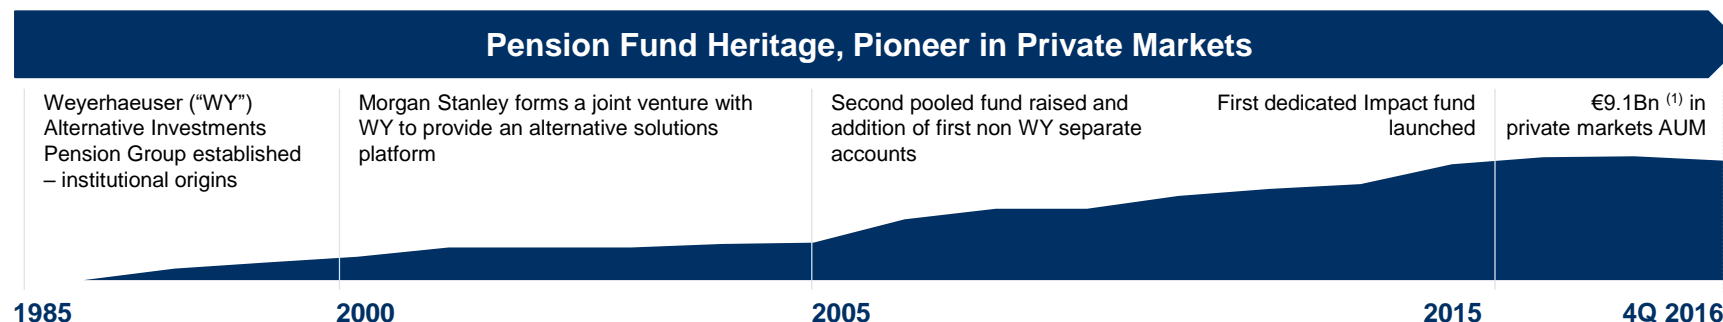 Pension Fund Heritage, Pioneer in Private Markets
Weyerhaeuser (“WY”)
Alternative Investments
Pension Group established
– institutional origins
Morgan Stanley forms a joint venture with
WY to provide an alternative solutions
platform
Second pooled fund raised and
addition of first non WY separate
accounts
First dedicated Impact fund
launched
€9.1Bn (1) in
private markets AUM
1985
2000
2005
2015
4Q 2016